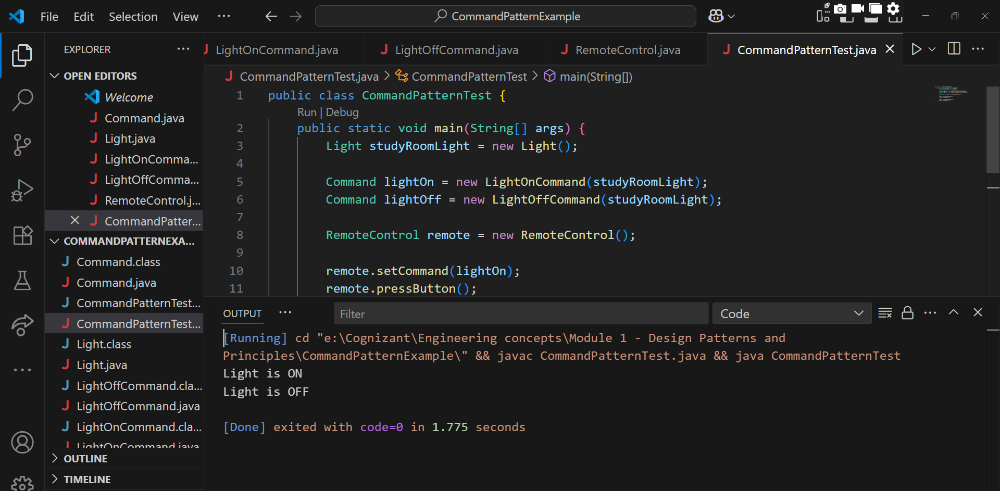 File Edit Selection View ··· CommandPatternExample
EXPLORER ···
OPEN EDITORS
Welcome
Command.java
Light.java
LightOnComma...
LightOffComma...
RemoteControl.j...
CommandPatter...
COMMANDPATTERNEXA...
Command.class
Command.java
CommandPatternTest...
CommandPatternTest...
Light.class
Light.java
LightOffCommand.cla...
LightOffCommand.java
LightOnCommand.cla...
LightOnCommand.java
OUTLINE
TIMELINE
LightOnCommand.java LightOffCommand.java RemoteControl.java CommandPatternTest.java
CommandPatternTest.java > CommandPatternTest > main(String[])
1 public class CommandPatternTest {
Run | Debug
2 public static void main(String[] args) {
3 Light studyRoomLight = new Light();
4
5 Command lightOn = new LightOnCommand(studyRoomLight);
6 Command lightOff = new LightOffCommand(studyRoomLight);
7
8 RemoteControl remote = new RemoteControl();
9
10 remote.setCommand(lightOn);
11 remote.pressButton();
OUTPUT ··· Filter Code
[Running] cd "e:\Cognizant\Engineering concepts\Module 1 - Design Patterns and
Principles\CommandPatternExample\" && javac CommandPatternTest.java && java CommandPatternTest
Light is ON
Light is OFF
[Done] exited with code=0 in 1.775 seconds